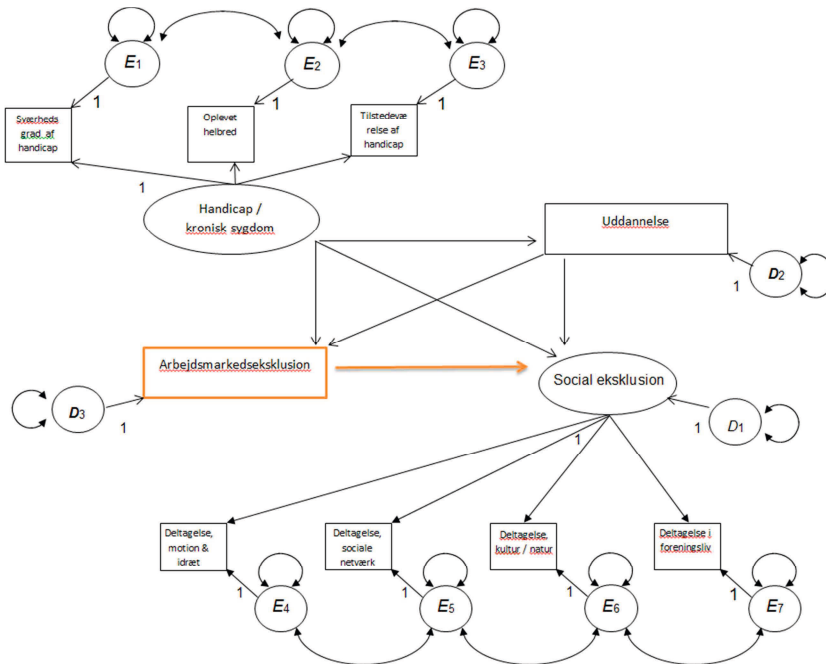 E1
E2
E3
1
1
1
Sværheds
grad af
handicap
Oplevet
helbred
Tilstedevæ
relse af
handicap
1
Handicap /
kronisk sygdom
Uddannelse
D2
1
Arbejdsmarkedseksklusion
Social eksklusion
D3
1
1
D1
1
Deltagelse,
motion &
idræt
Deltagelse,
sociale
netværk
Deltagelse,
kultur / natur
Deltagelse i
foreningsliv
1
E4
1
E5
1
E6
1
E7